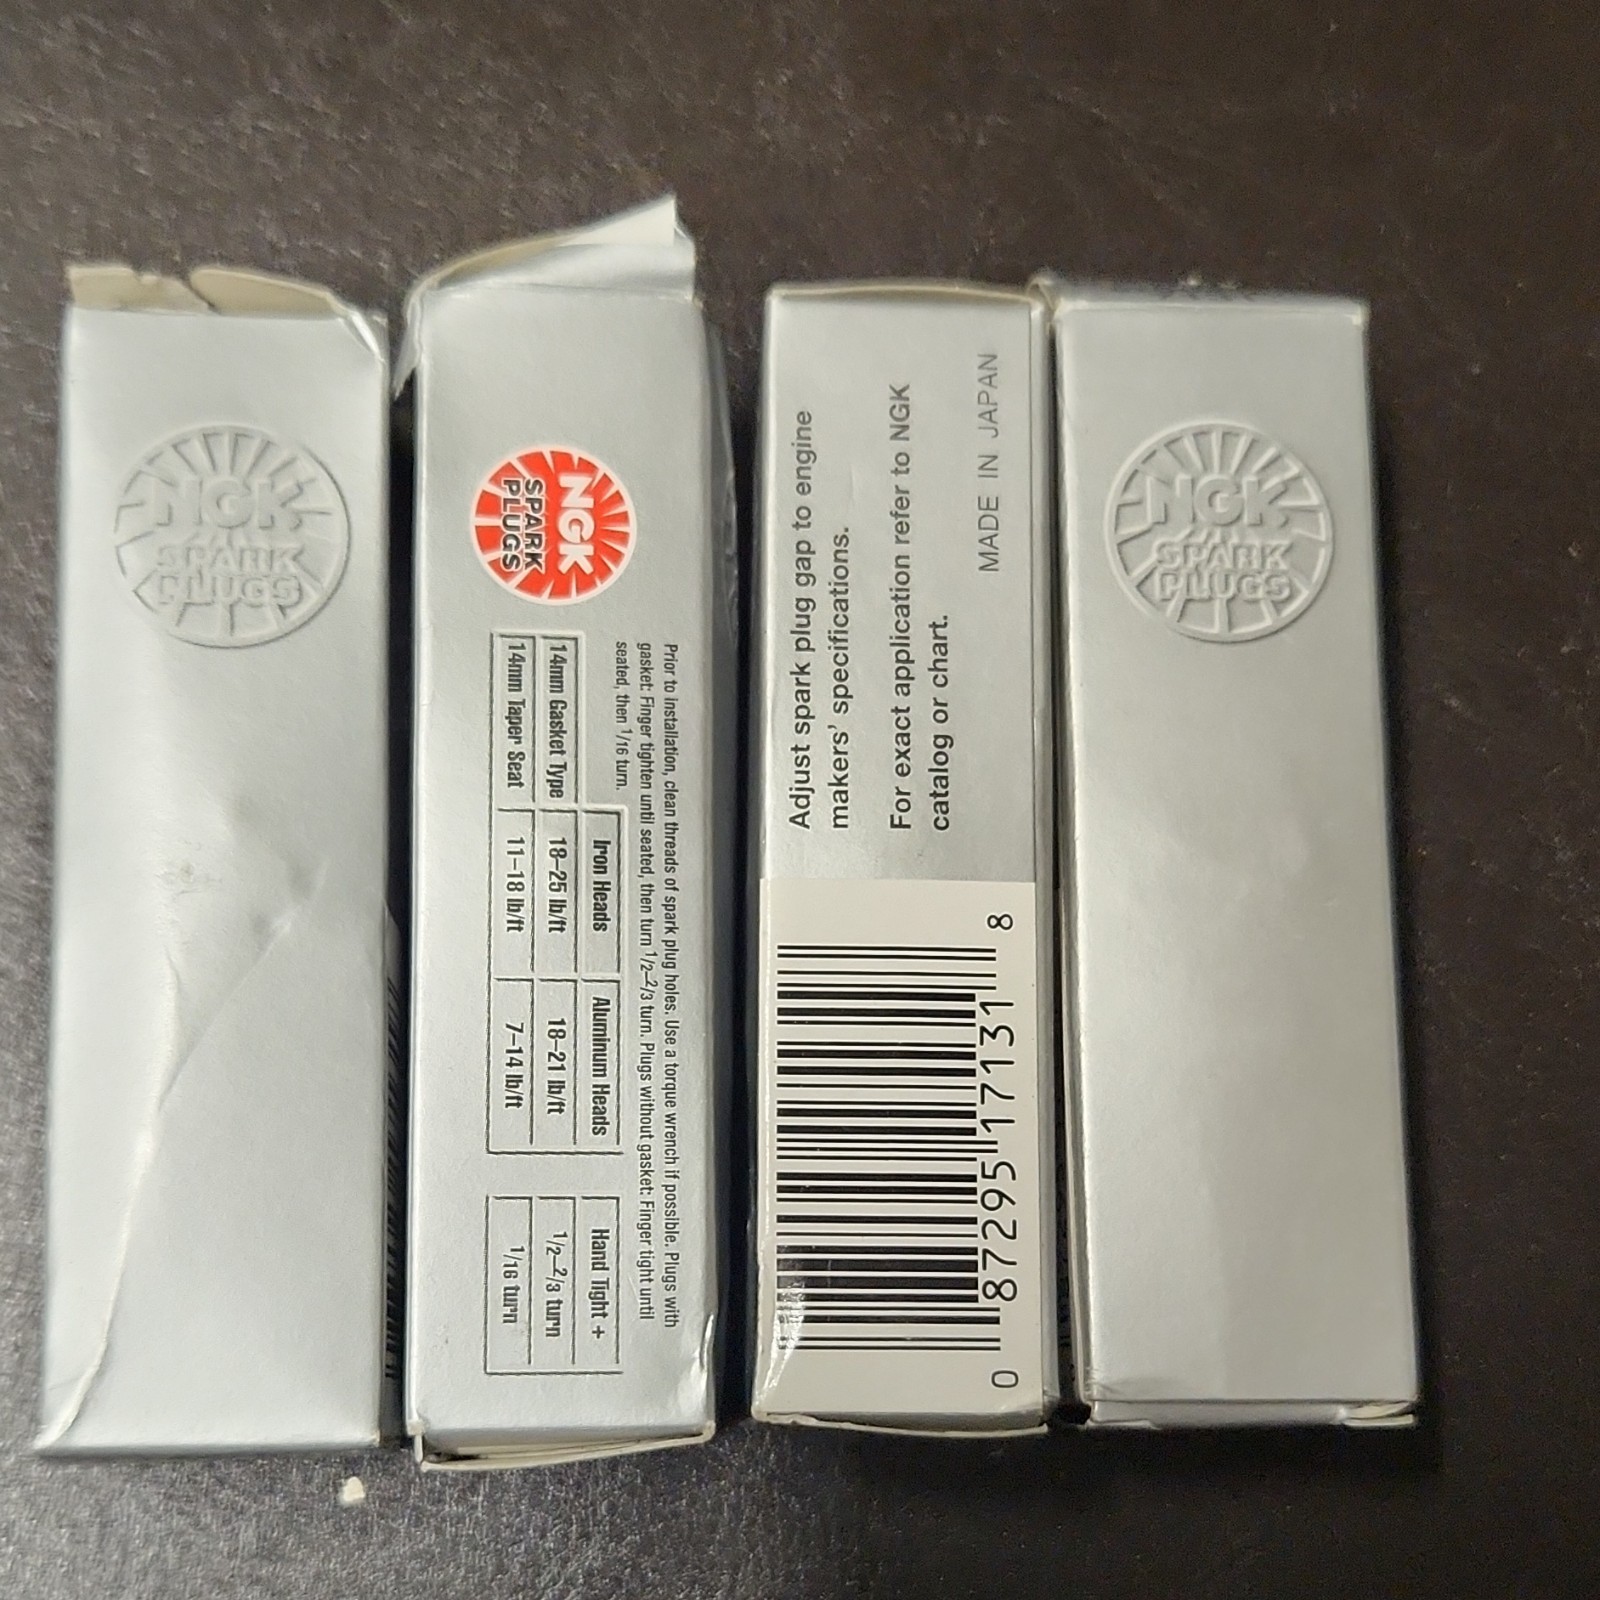 NGK
SPARK
PLUGS
NGK
SPARK
PLUGS
Prior to installation, clean threads of spark plug holes. Use a torque wrench if possible. Plugs with
gasket: Finger tighten until seated, then turn 1/2–2/3 turn. Plugs without gasket: Finger tight until
seated, then 1/16 turn.
Iron Heads Aluminum Heads Hand Tight +
14mm Gasket Type 18–25 lb/ft 18–21 lb/ft 1/2–2/3 turn
14mm Taper Seat 11–18 lb/ft 7–14 lb/ft 1/16 turn
Adjust spark plug gap to engine
makers' specifications.
For exact application refer to NGK
catalog or chart.
MADE IN JAPAN
0 87295 17131 8
NGK
SPARK
PLUGS